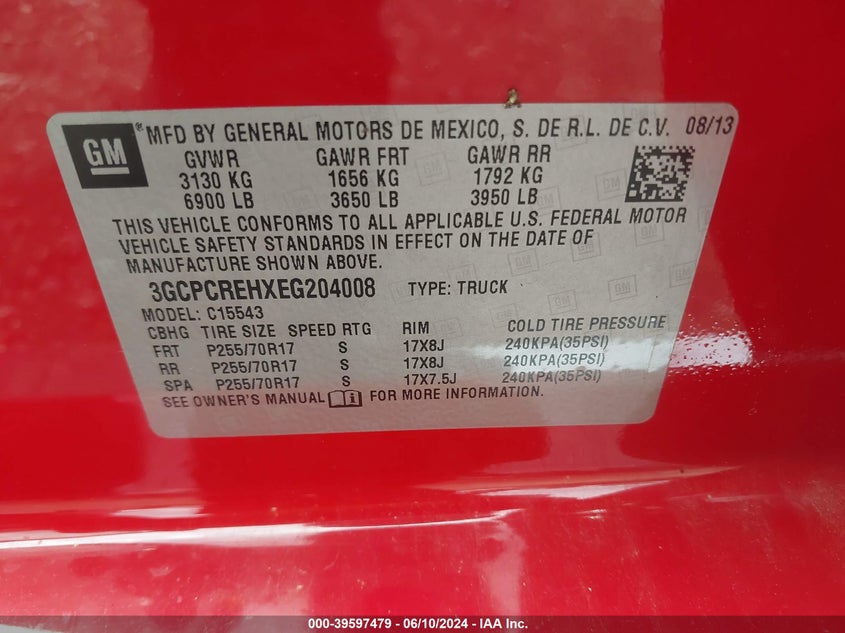 GM® MFD BY GENERAL MOTORS DE MEXICO, S. DE R.L. DE C.V. 08/13
GVWR GAWR FRT GAWR RR
3130 KG 1656 KG 1792 KG
6900 LB 3650 LB 3950 LB
THIS VEHICLE CONFORMS TO ALL APPLICABLE U.S. FEDERAL MOTOR
VEHICLE SAFETY STANDARDS IN EFFECT ON THE DATE OF
MANUFACTURE SHOWN ABOVE.
3GCPCREHXEG204008 TYPE: TRUCK
MODEL: C15543
CBHG TIRE SIZE SPEED RTG RIM COLD TIRE PRESSURE
FRT P255/70R17 S 17X8J 240KPA(35PSI)
RR P255/70R17 S 17X8J 240KPA(35PSI)
SPA P255/70R17 S 17X7.5J 240KPA(35PSI)
SEE OWNER'S MANUAL FOR MORE INFORMATION.
000-39597479 - 06/10/2024 - IAA Inc.